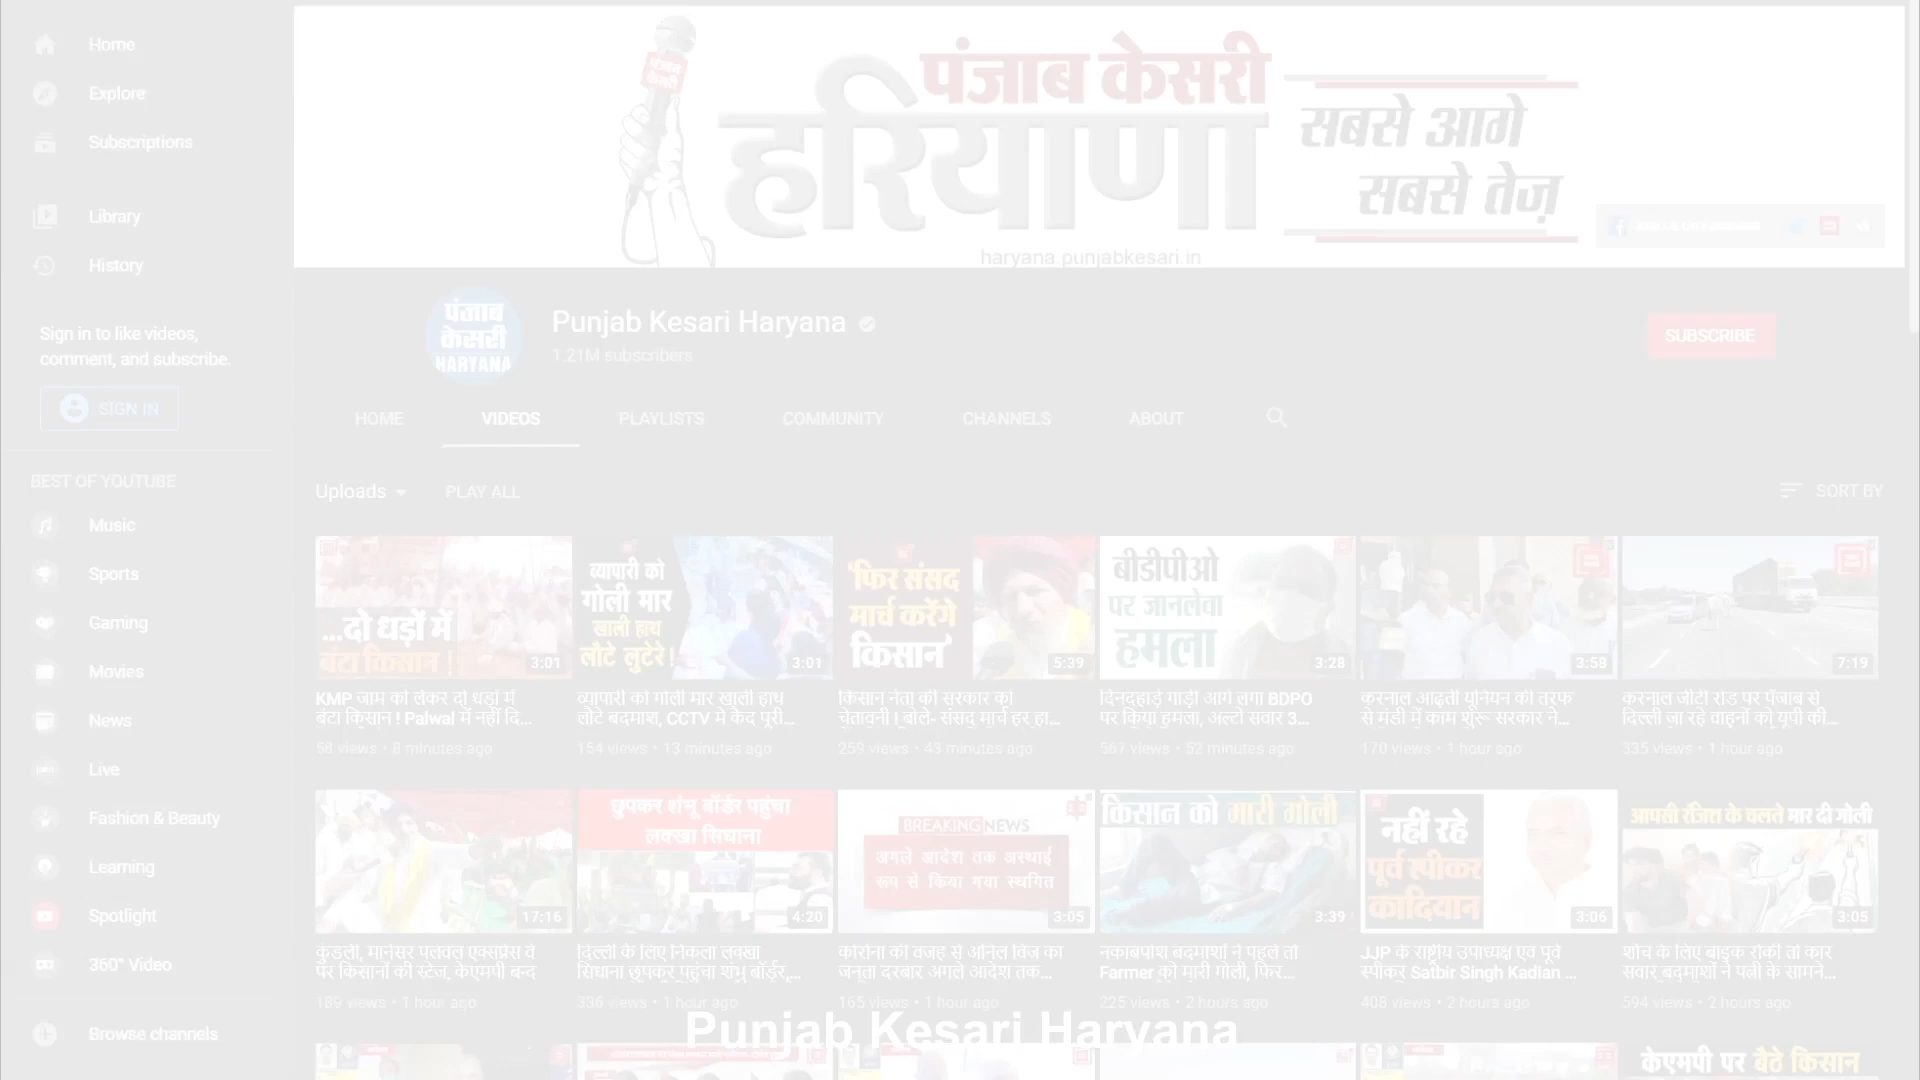 Home
Explore
Subscriptions
Library
History
Sign in to like videos,
comment, and subscribe.
SIGN IN
BEST OF YOUTUBE
Music
Sports
Gaming
Movies
News
Live
Fashion & Beauty
Learning
Spotlight
360° Video
Browse channels
पंजाब केसरी
हरियाणा
सबसे आगे
सबसे तेज़
haryana.punjabkesari.in
पंजाब
केसरी
HARYANA
Punjab Kesari Haryana
1.21M subscribers
SUBSCRIBE
HOME VIDEOS PLAYLISTS COMMUNITY CHANNELS ABOUT
Uploads PLAY ALL SORT BY
...दो धड़ों में
बंटा किसान !
3:01
KMP जाम को लेकर दो धड़ों में
बंटा किसान ! Palwal में नहीं दि...
58 views • 8 minutes ago
व्यापारी को
गोली मार
खाली हाथ
लौटे लुटेरे !
3:01
व्यापारी को गोली मार खाली हाथ
लौटे बदमाश, CCTV में कैद पूरी...
154 views • 13 minutes ago
'फिर संसद
मार्च करेंगे
किसान'
5:39
किसान नेता की सरकार को
चेतावनी ! बोले- संसद मार्च हर हा...
259 views • 43 minutes ago
बीडीपीओ
पर जानलेवा
हमला
3:28
दिनदहाड़े गाड़ी आगे लगा BDPO
पर किया हमला, अल्टो सवार 3...
567 views • 52 minutes ago
3:58
करनाल आढ़ती यूनियन की तरफ
से मंडी में काम शुरू सरकार ने...
170 views • 1 hour ago
7:19
करनाल जीटी रोड पर पंजाब से
दिल्ली जा रहे वाहनों को यूपी की...
335 views • 1 hour ago
17:16
कुंडली, मानेसर पलवल एक्सप्रेस वे
पर किसानों की स्टेज, केएमपी बन्द
189 views • 1 hour ago
छुपकर शंभू बॉर्डर पहुंचा
लक्खा सिधाना
4:20
दिल्ली के लिए निकला लक्खा
सिधाना छुपकर पहुंचा शंभू बॉर्डर,...
336 views • 1 hour ago
BREAKING NEWS
अगले आदेश तक अस्थाई
रूप से किया गया स्थगित
3:05
कोरोना की वजह से अनिल विज का
जनता दरबार अगले आदेश तक...
165 views • 1 hour ago
किसान को मारी गोली
3:39
नकाबपोश बदमाशों ने पहले तो
Farmer को मारी गोली, फिर...
225 views • 2 hours ago
नहीं रहे
पूर्व स्पीकर
कादियान
3:06
JJP के राष्ट्रीय उपाध्यक्ष एवं पूर्व
स्पीकर Satbir Singh Kadian ...
408 views • 2 hours ago
आपसी रंजिश के चलते मार दी गोली
3:05
शौच के लिए बाइक रोकी तो कार
सवार बदमाशों ने पत्नी के सामने...
594 views • 2 hours ago
Punjab Kesari Haryana
केएमपी पर बैठे किसान